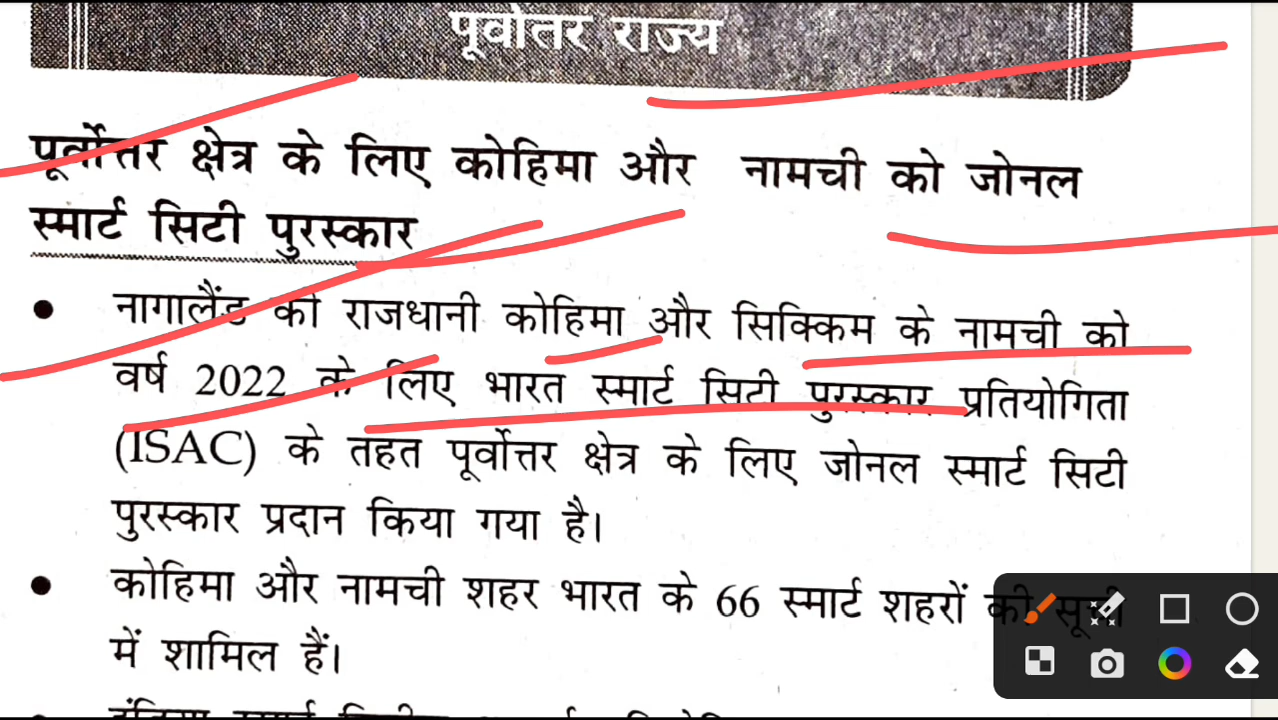 पूर्वोतर राज्य
पूर्वोत्तर क्षेत्र के लिए कोहिमा और नामची को जोनल
स्मार्ट सिटी पुरस्कार
● नागालैंड की राजधानी कोहिमा और सिक्किम के नामची को
वर्ष 2022 के लिए भारत स्मार्ट सिटी पुरस्कार प्रतियोगिता
(ISAC) के तहत पूर्वोत्तर क्षेत्र के लिए जोनल स्मार्ट सिटी
पुरस्कार प्रदान किया गया है।
● कोहिमा और नामची शहर भारत के 66 स्मार्ट शहरों की सूची
में शामिल हैं।